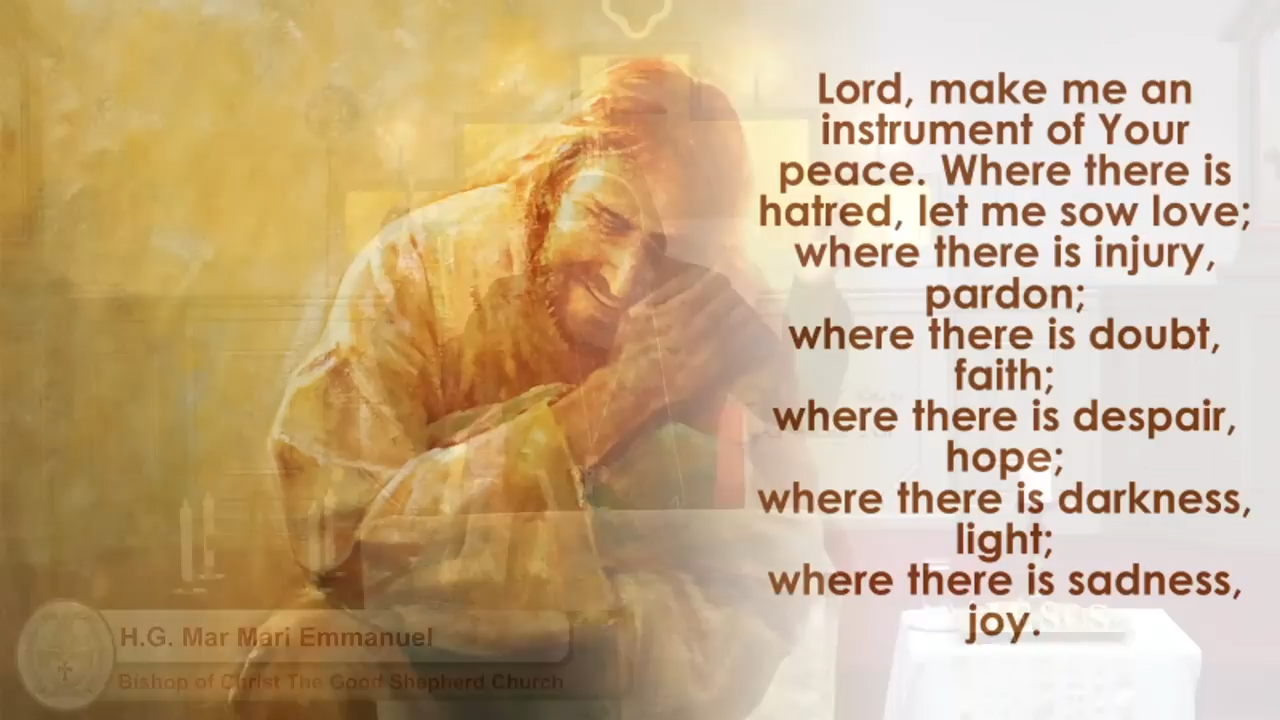 Lord, make me an
instrument of Your
peace. Where there is
hatred, let me sow love;
where there is injury,
pardon;
where there is doubt,
faith;
where there is despair,
hope;
where there is darkness,
light;
where there is sadness,
joy.
H.G. Mar Mari Emmanuel
Bishop of Christ The Good Shepherd Church